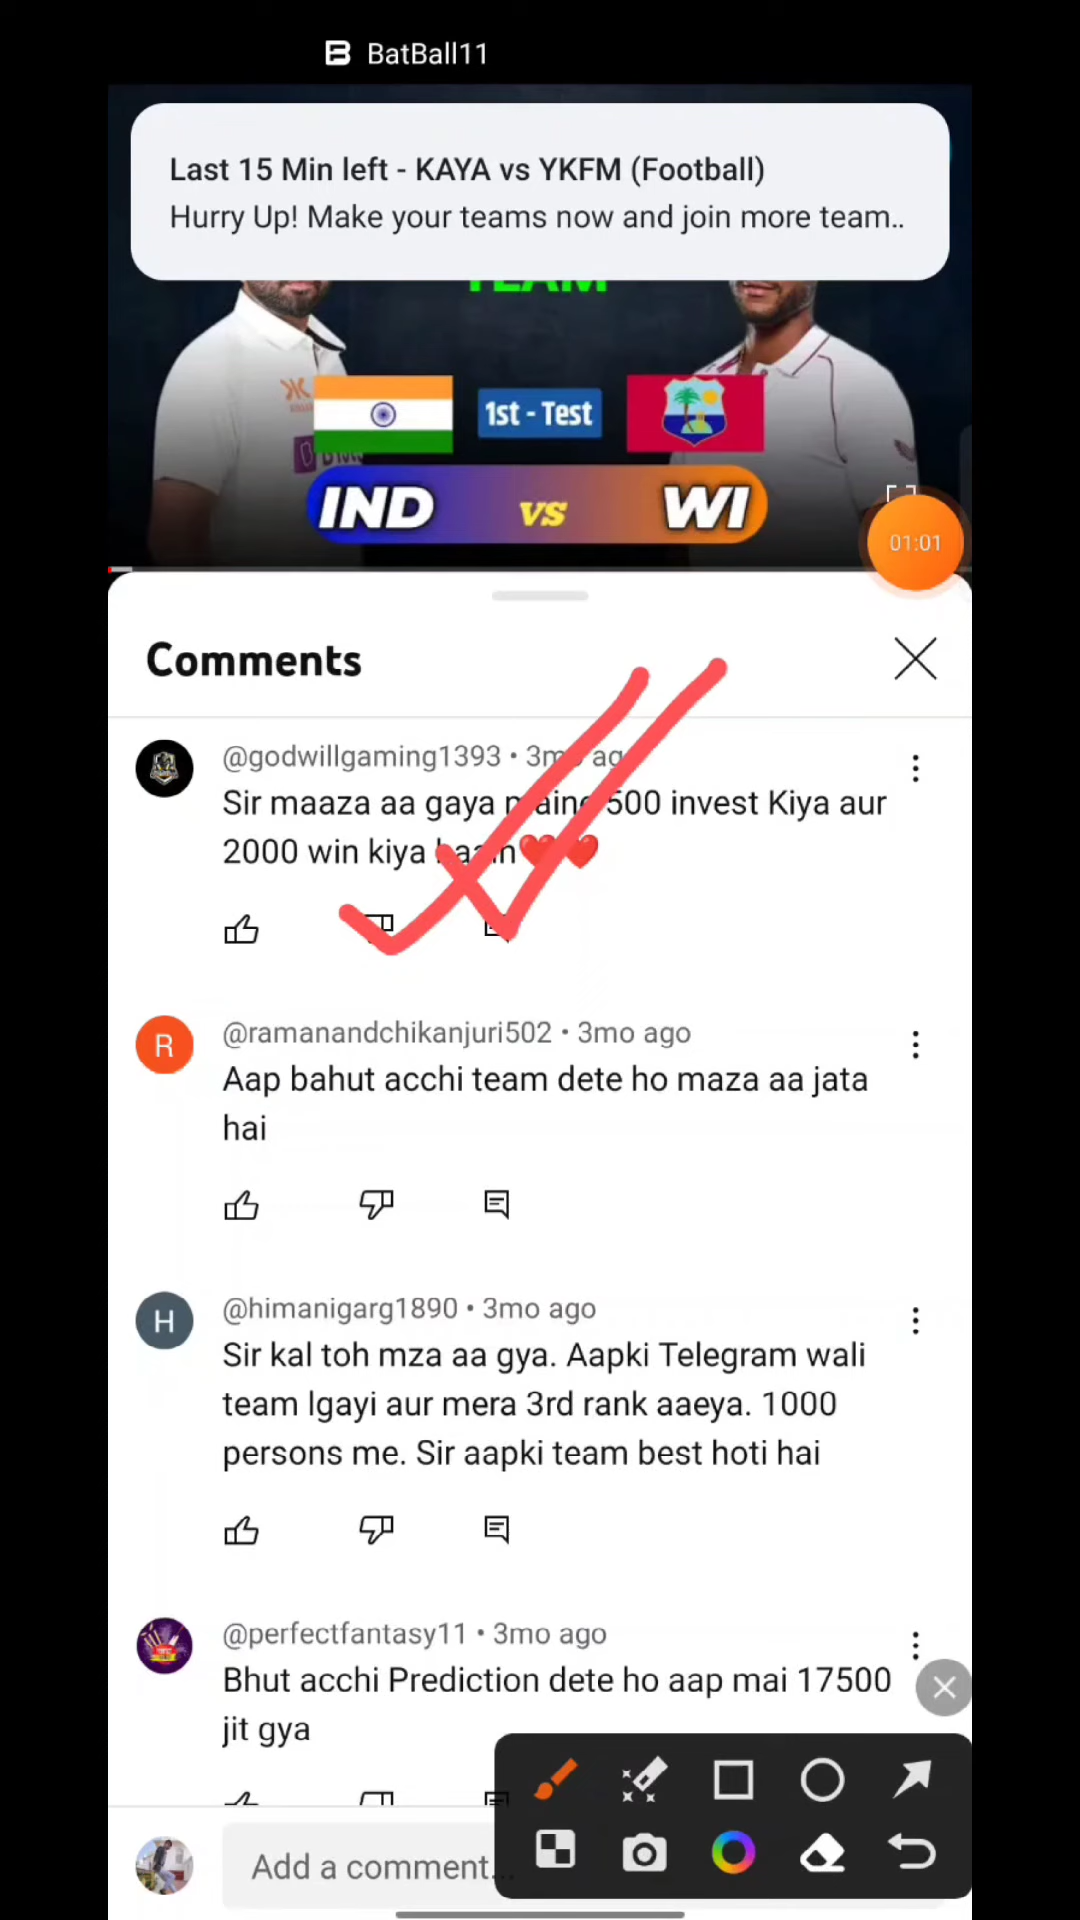 BatBall11
Last 15 Min left - KAYA vs YKFM (Football)
Hurry Up! Make your teams now and join more team..
TEAM
1st - Test
IND vs WI
01:01
Comments
@godwillgaming1393 • 3mo ago
Sir maaza aa gaya maine 500 invest Kiya aur
2000 win kiya haain❤️❤️
R
@ramanandchikanjuri502 • 3mo ago
Aap bahut acchi team dete ho maza aa jata
hai
H
@himanigarg1890 • 3mo ago
Sir kal toh mza aa gya. Aapki Telegram wali
team lgayi aur mera 3rd rank aaeya. 1000
persons me. Sir aapki team best hoti hai
@perfectfantasy11 • 3mo ago
Bhut acchi Prediction dete ho aap mai 17500
jit gya
Add a comment...